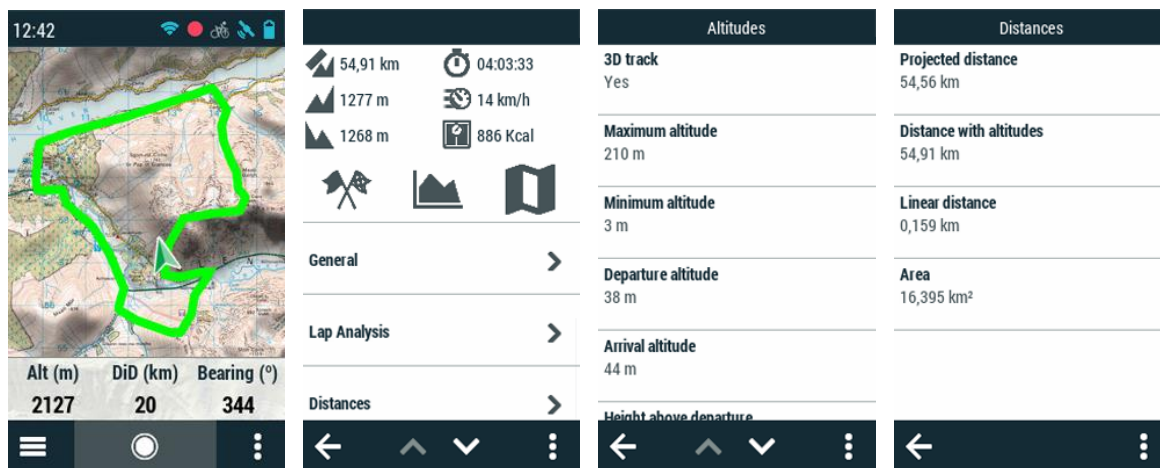 12:42
Alt (m) DiD (km) Bearing (º)
2127 20 344
54,91 km 04:03:33
1277 m 14 km/h
1268 m 886 Kcal
General
Lap Analysis
Distances
Altitudes
3D track
Yes
Maximum altitude
210 m
Minimum altitude
3 m
Departure altitude
38 m
Arrival altitude
44 m
Height above departure
Distances
Projected distance
54,56 km
Distance with altitudes
54,91 km
Linear distance
0,159 km
Area
16,395 km²